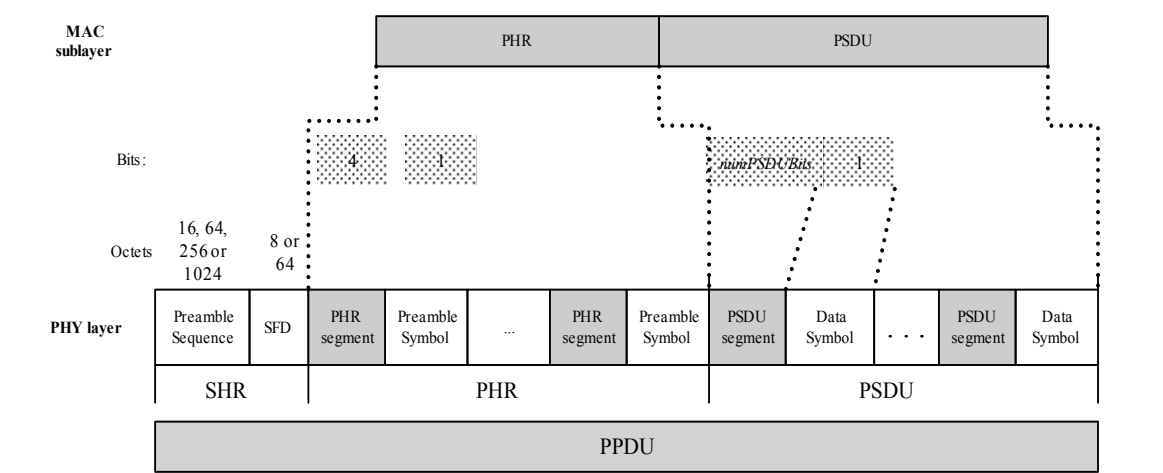 MAC
sublayer
PHR
PSDU
Bits:
4
1
numPSDUBits
1
Octets
16, 64,
256 or
1024
8 or
64
PHY layer
Preamble
Sequence
SFD
PHR
segment
Preamble
Symbol
...
PHR
segment
Preamble
Symbol
PSDU
segment
Data
Symbol
. . .
PSDU
segment
Data
Symbol
SHR
PHR
PSDU
PPDU